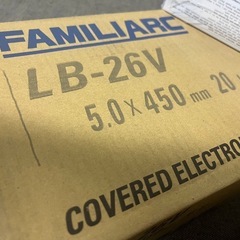 FAMILIARC
LB-26V
5.0×450 mm 20
COVERED ELECTRO